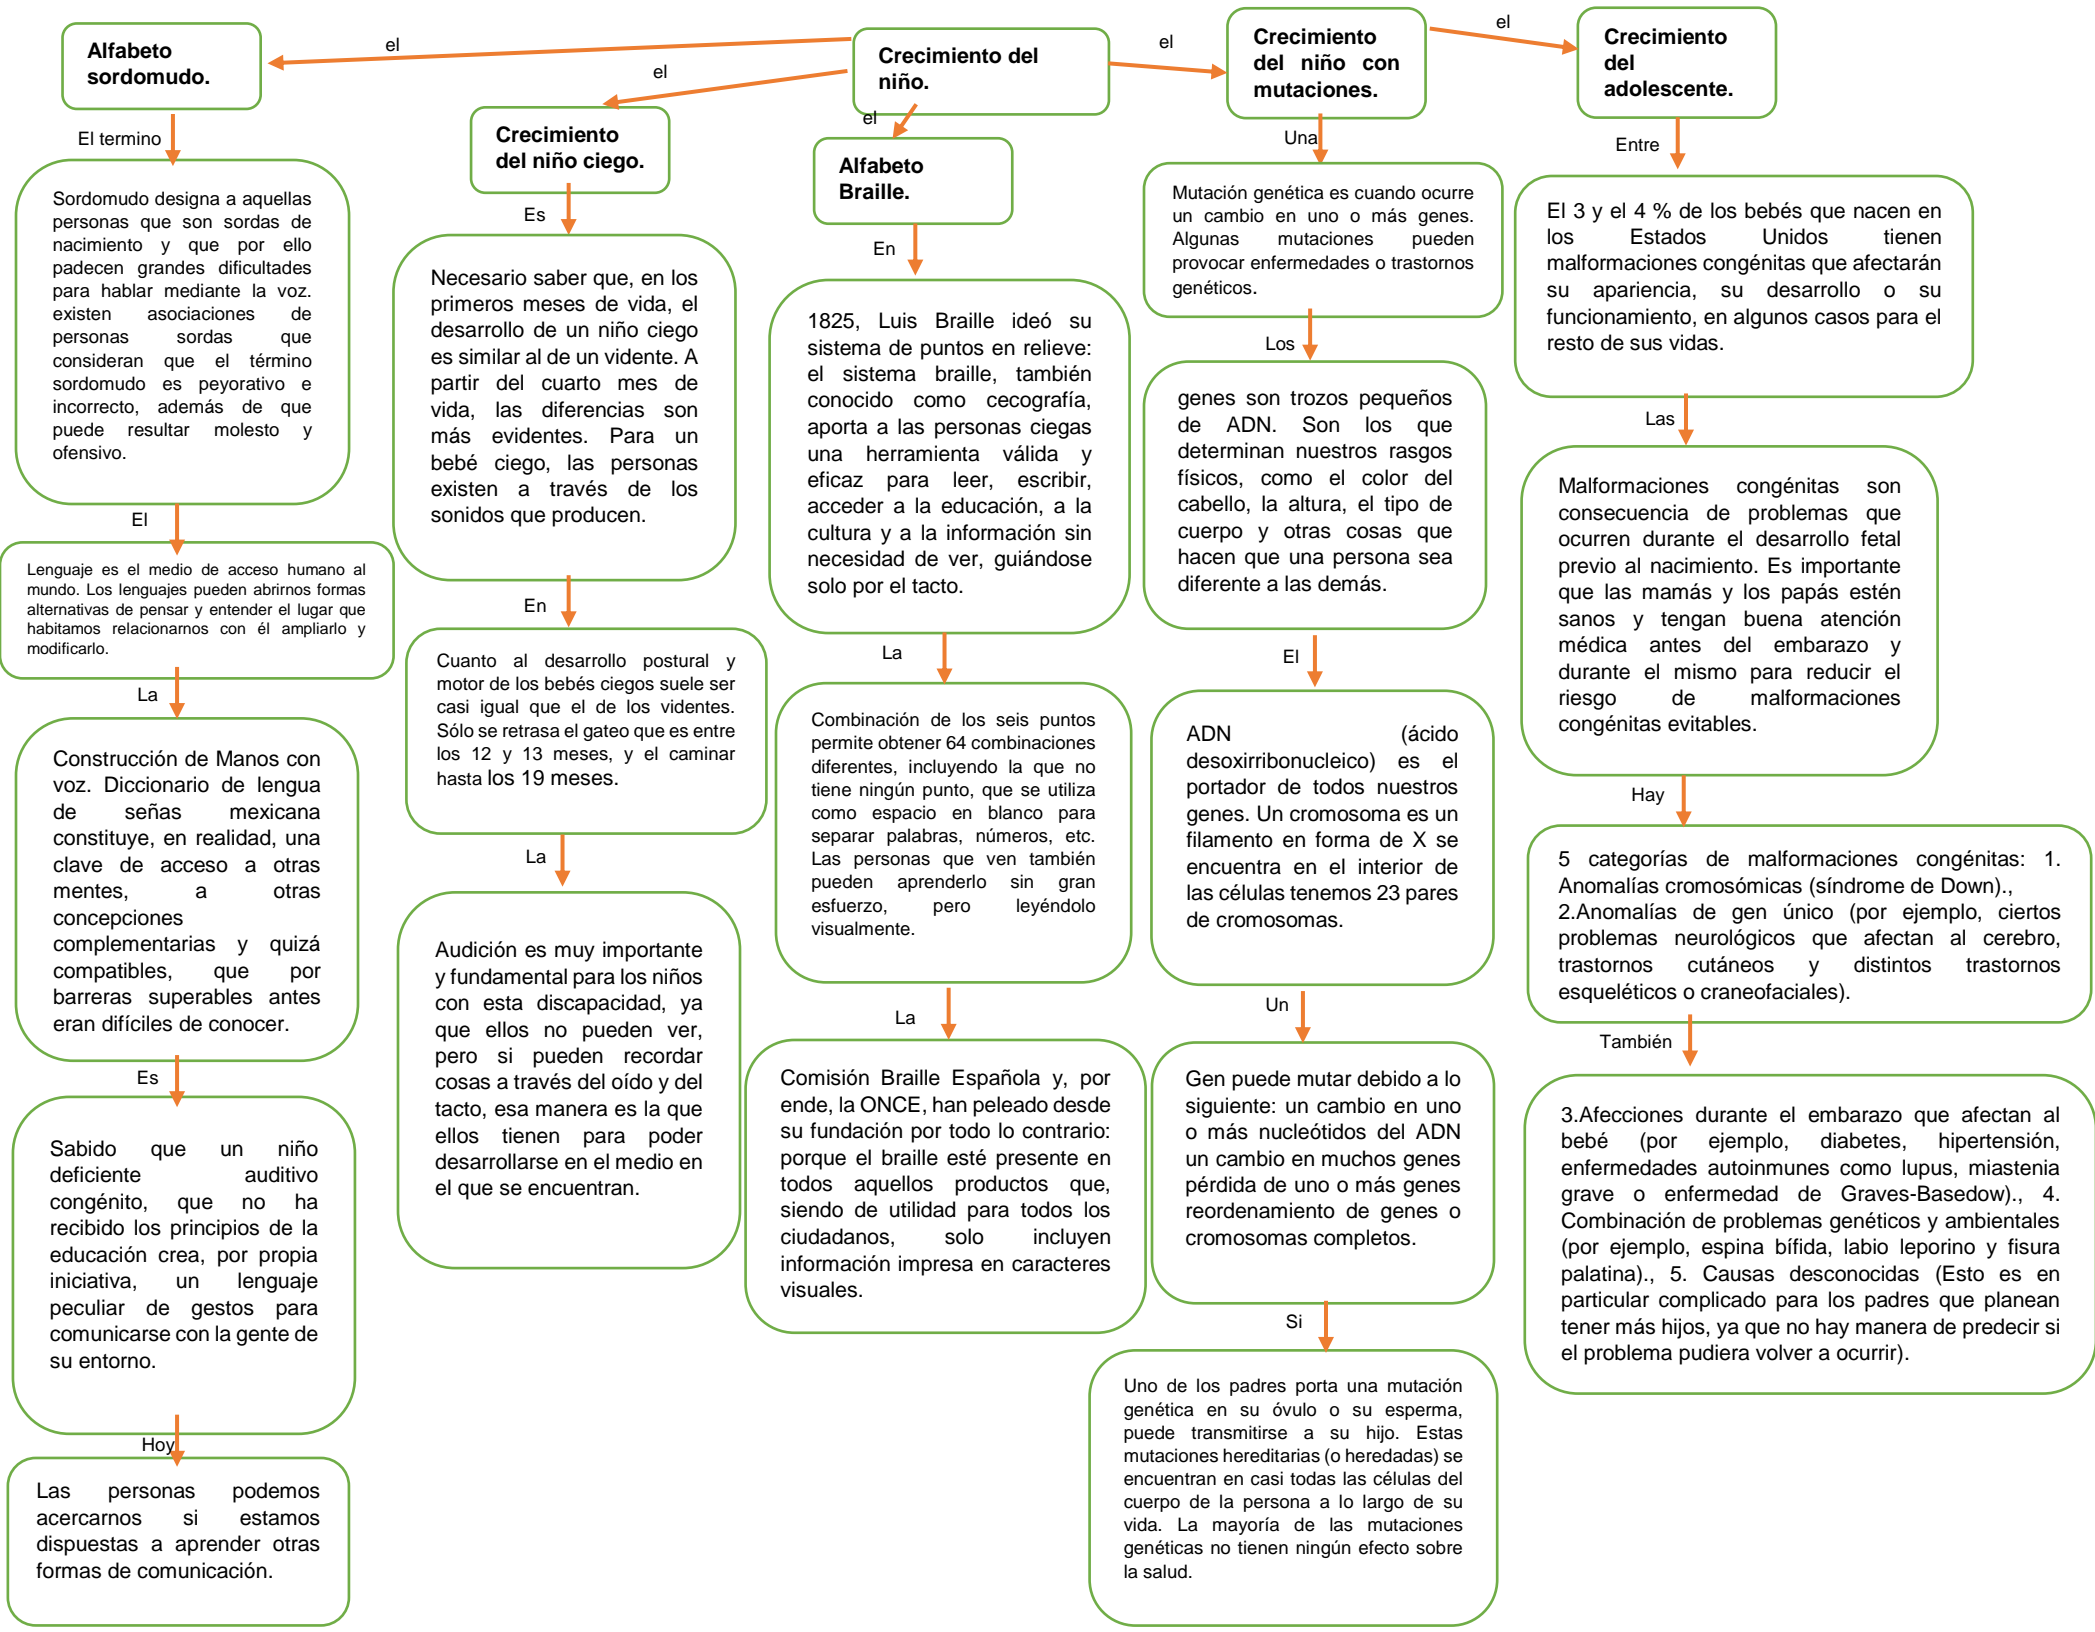 Crecimiento del
niño.
el
Alfabeto
sordomudo.
El termino
Sordomudo designa a aquellas
personas que son sordas de
nacimiento y que por ello
padecen grandes dificultades
para hablar mediante la voz.
existen asociaciones de
personas sordas que
consideran que el término
sordomudo es peyorativo e
incorrecto, además de que
puede resultar molesto y
ofensivo.
El
Lenguaje es el medio de acceso humano al
mundo. Los lenguajes pueden abrirnos formas
alternativas de pensar y entender el lugar que
habitamos relacionarnos con él ampliarlo y
modificarlo.
La
Construcción de Manos con
voz. Diccionario de lengua
de señas mexicana
constituye, en realidad, una
clave de acceso a otras
mentes, a otras
concepciones
complementarias y quizá
compatibles, que por
barreras superables antes
eran difíciles de conocer.
Es
Sabido que un niño
deficiente auditivo
congénito, que no ha
recibido los principios de la
educación crea, por propia
iniciativa, un lenguaje
peculiar de gestos para
comunicarse con la gente de
su entorno.
Hoy
Las personas podemos
acercarnos si estamos
dispuestas a aprender otras
formas de comunicación.
el
Crecimiento
del niño ciego.
Es
Necesario saber que, en los
primeros meses de vida, el
desarrollo de un niño ciego
es similar al de un vidente. A
partir del cuarto mes de
vida, las diferencias son
más evidentes. Para un
bebé ciego, las personas
existen a través de los
sonidos que producen.
En
Cuanto al desarrollo postural y
motor de los bebés ciegos suele ser
casi igual que el de los videntes.
Sólo se retrasa el gateo que es entre
los 12 y 13 meses, y el caminar
hasta los 19 meses.
La
Audición es muy importante
y fundamental para los niños
con esta discapacidad, ya
que ellos no pueden ver,
pero si pueden recordar
cosas a través del oído y del
tacto, esa manera es la que
ellos tienen para poder
desarrollarse en el medio en
el que se encuentran.
el
Alfabeto
Braille.
En
1825, Luis Braille ideó su
sistema de puntos en relieve:
el sistema braille, también
conocido como cecografía,
aporta a las personas ciegas
una herramienta válida y
eficaz para leer, escribir,
acceder a la educación, a la
cultura y a la información sin
necesidad de ver, guiándose
solo por el tacto.
La
Combinación de los seis puntos
permite obtener 64 combinaciones
diferentes, incluyendo la que no
tiene ningún punto, que se utiliza
como espacio en blanco para
separar palabras, números, etc.
Las personas que ven también
pueden aprenderlo sin gran
esfuerzo, pero leyéndolo
visualmente.
La
Comisión Braille Española y, por
ende, la ONCE, han peleado desde
su fundación por todo lo contrario:
porque el braille esté presente en
todos aquellos productos que,
siendo de utilidad para todos los
ciudadanos, solo incluyen
información impresa en caracteres
visuales.
el
Crecimiento
del niño con
mutaciones.
Una
Mutación genética es cuando ocurre
un cambio en uno o más genes.
Algunas mutaciones pueden
provocar enfermedades o trastornos
genéticos.
Los
genes son trozos pequeños
de ADN. Son los que
determinan nuestros rasgos
físicos, como el color del
cabello, la altura, el tipo de
cuerpo y otras cosas que
hacen que una persona sea
diferente a las demás.
El
ADN (ácido
desoxirribonucleico) es el
portador de todos nuestros
genes. Un cromosoma es un
filamento en forma de X se
encuentra en el interior de
las células tenemos 23 pares
de cromosomas.
Un
Gen puede mutar debido a lo
siguiente: un cambio en uno
o más nucleótidos del ADN
un cambio en muchos genes
pérdida de uno o más genes
reordenamiento de genes o
cromosomas completos.
Si
Uno de los padres porta una mutación
genética en su óvulo o su esperma,
puede transmitirse a su hijo. Estas
mutaciones hereditarias (o heredadas) se
encuentran en casi todas las células del
cuerpo de la persona a lo largo de su
vida. La mayoría de las mutaciones
genéticas no tienen ningún efecto sobre
la salud.
el
Crecimiento
del
adolescente.
Entre
El 3 y el 4 % de los bebés que nacen en
los Estados Unidos tienen
malformaciones congénitas que afectarán
su apariencia, su desarrollo o su
funcionamiento, en algunos casos para el
resto de sus vidas.
Las
Malformaciones congénitas son
consecuencia de problemas que
ocurren durante el desarrollo fetal
previo al nacimiento. Es importante
que las mamás y los papás estén
sanos y tengan buena atención
médica antes del embarazo y
durante el mismo para reducir el
riesgo de malformaciones
congénitas evitables.
Hay
5 categorías de malformaciones congénitas: 1.
Anomalías cromosómicas (síndrome de Down).,
2.Anomalías de gen único (por ejemplo, ciertos
problemas neurológicos que afectan al cerebro,
trastornos cutáneos y distintos trastornos
esqueléticos o craneofaciales).
También
3.Afecciones durante el embarazo que afectan al
bebé (por ejemplo, diabetes, hipertensión,
enfermedades autoinmunes como lupus, miastenia
grave o enfermedad de Graves-Basedow)., 4.
Combinación de problemas genéticos y ambientales
(por ejemplo, espina bífida, labio leporino y fisura
palatina)., 5. Causas desconocidas (Esto es en
particular complicado para los padres que planean
tener más hijos, ya que no hay manera de predecir si
el problema pudiera volver a ocurrir).